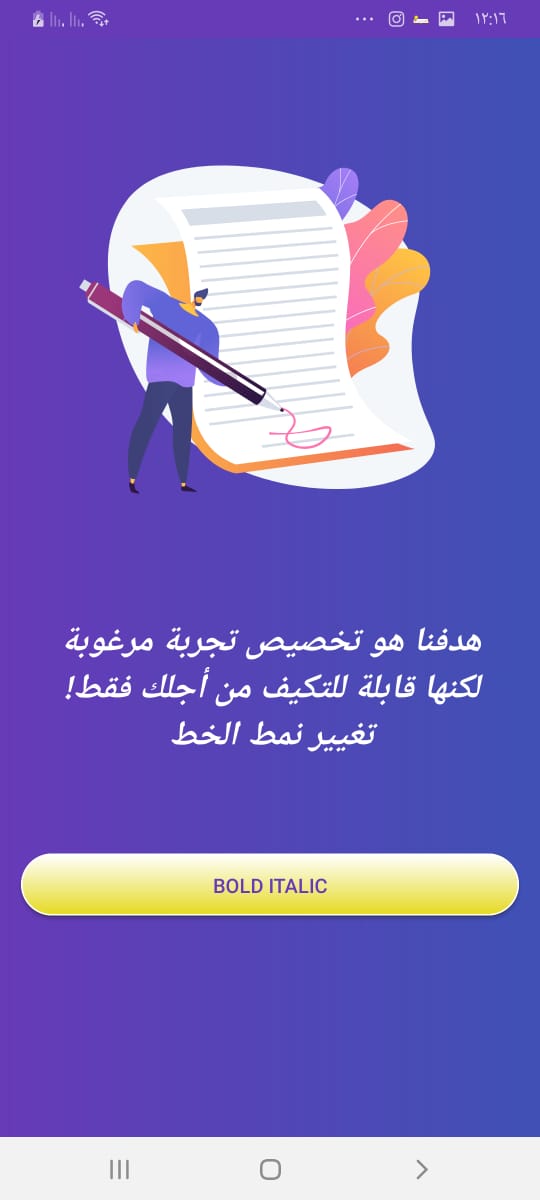 ١٢:١٦
هدفنا هو تخصيص تجربة مرغوبة
لكنها قابلة للتكيف من أجلك فقط!
تغيير نمط الخط
BOLD ITALIC